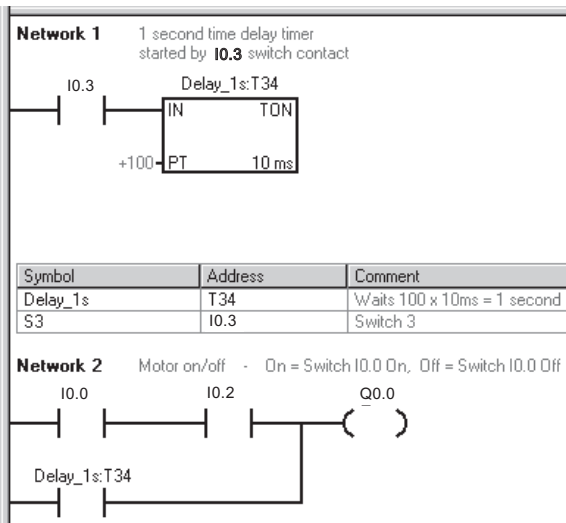 Network 1 1 second time delay timer
started by I0.3 switch contact
I0.3 Delay_1s:T34
IN TON
+100 PT 10 ms
Symbol Address Comment
Delay_1s T34 Waits 100 x 10ms = 1 second
S3 I0.3 Switch 3
Network 2 Motor on/off - On = Switch I0.0 On, Off = Switch I0.0 Off
I0.0 I0.2 Q0.0
Delay_1s:T34